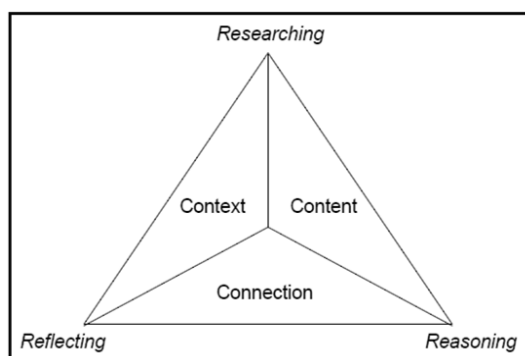 Researching
Context Content
Connection
Reflecting Reasoning